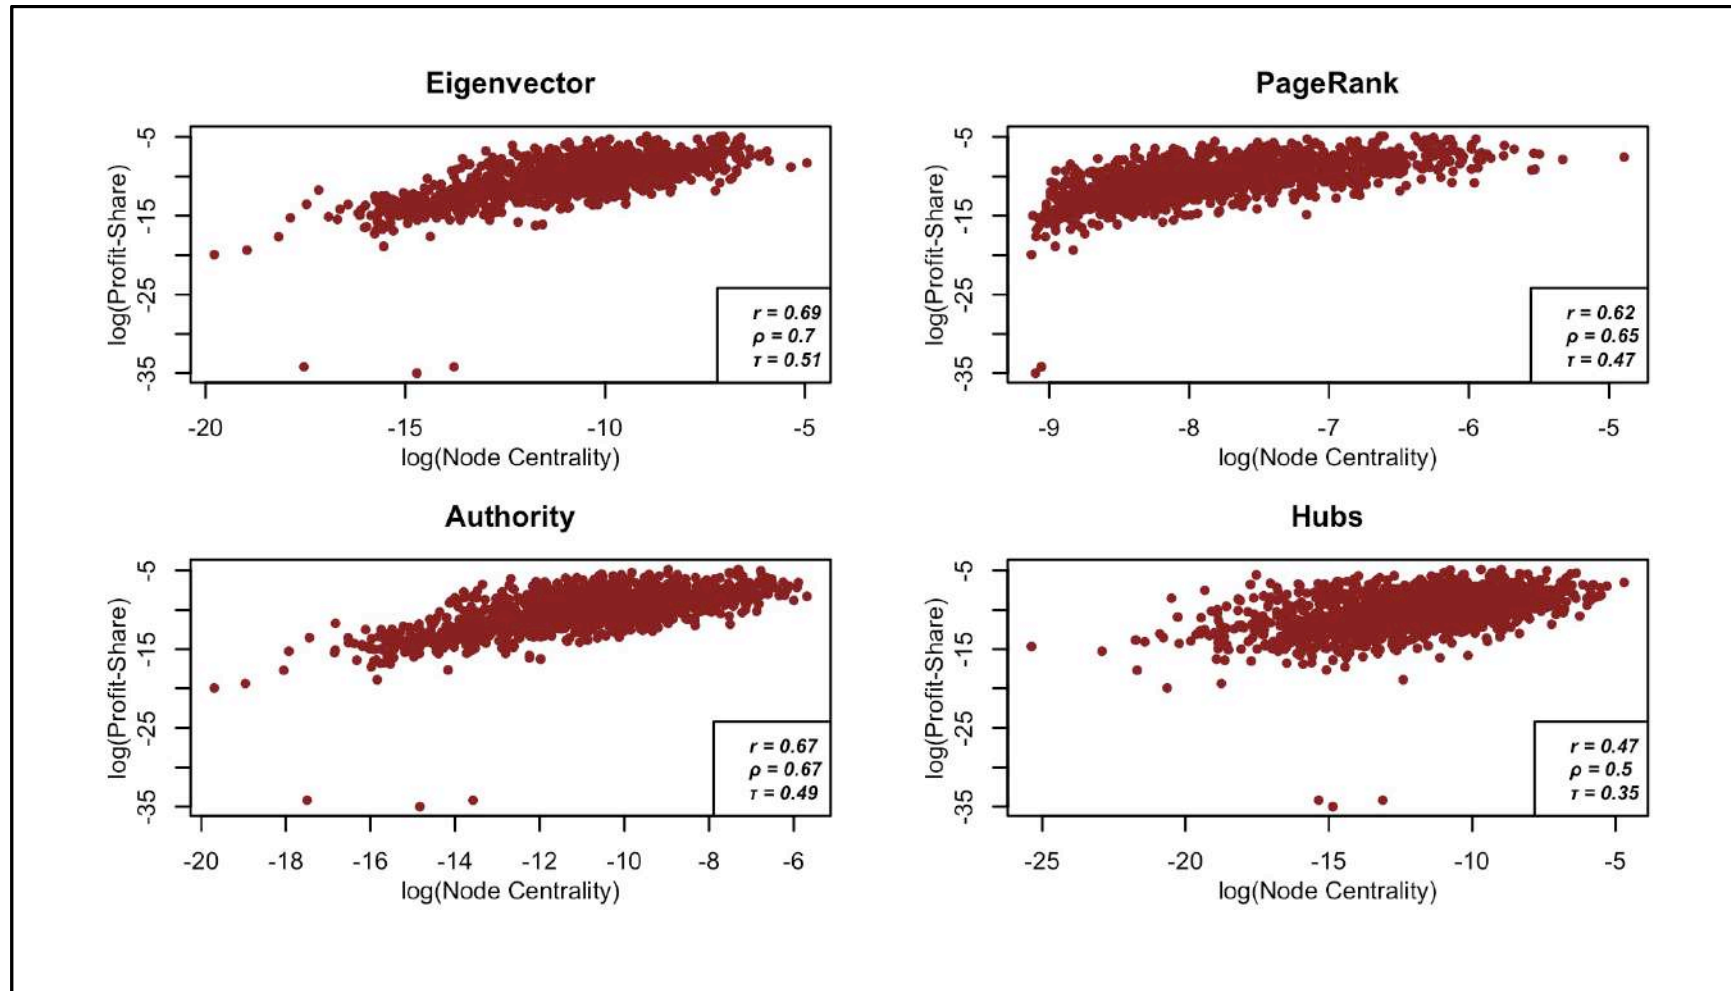 Eigenvector
log(Profit-Share)
-5
-15
-25
-35
r = 0.69
ρ = 0.7
τ = 0.51
-20 -15 -10 -5
log(Node Centrality)
PageRank
log(Profit-Share)
-5
-15
-25
-35
r = 0.62
ρ = 0.65
τ = 0.47
-9 -8 -7 -6 -5
log(Node Centrality)
Authority
log(Profit-Share)
-5
-15
-25
-35
r = 0.67
ρ = 0.67
τ = 0.49
-20 -18 -16 -14 -12 -10 -8 -6
log(Node Centrality)
Hubs
log(Profit-Share)
-5
-15
-25
-35
r = 0.47
ρ = 0.5
τ = 0.35
-25 -20 -15 -10 -5
log(Node Centrality)